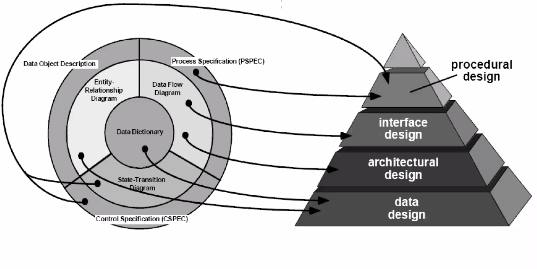 Data Object Description
Process Specification (PSPEC)
Entity-
Relationship
Diagram
Data Flow
Diagram
Data Dictionary
State-Transition
Diagram
Control Specification (CSPEC)
procedural
design
interface
design
architectural
design
data
design